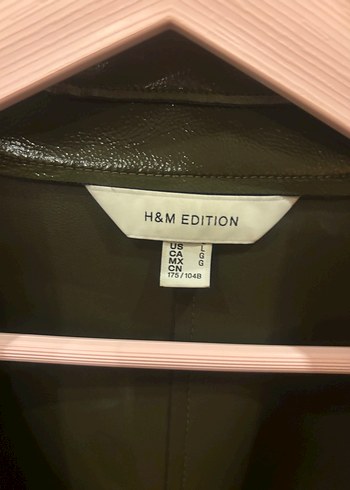 H&M EDITION
US L
CA G
MX G
CN
175/104B